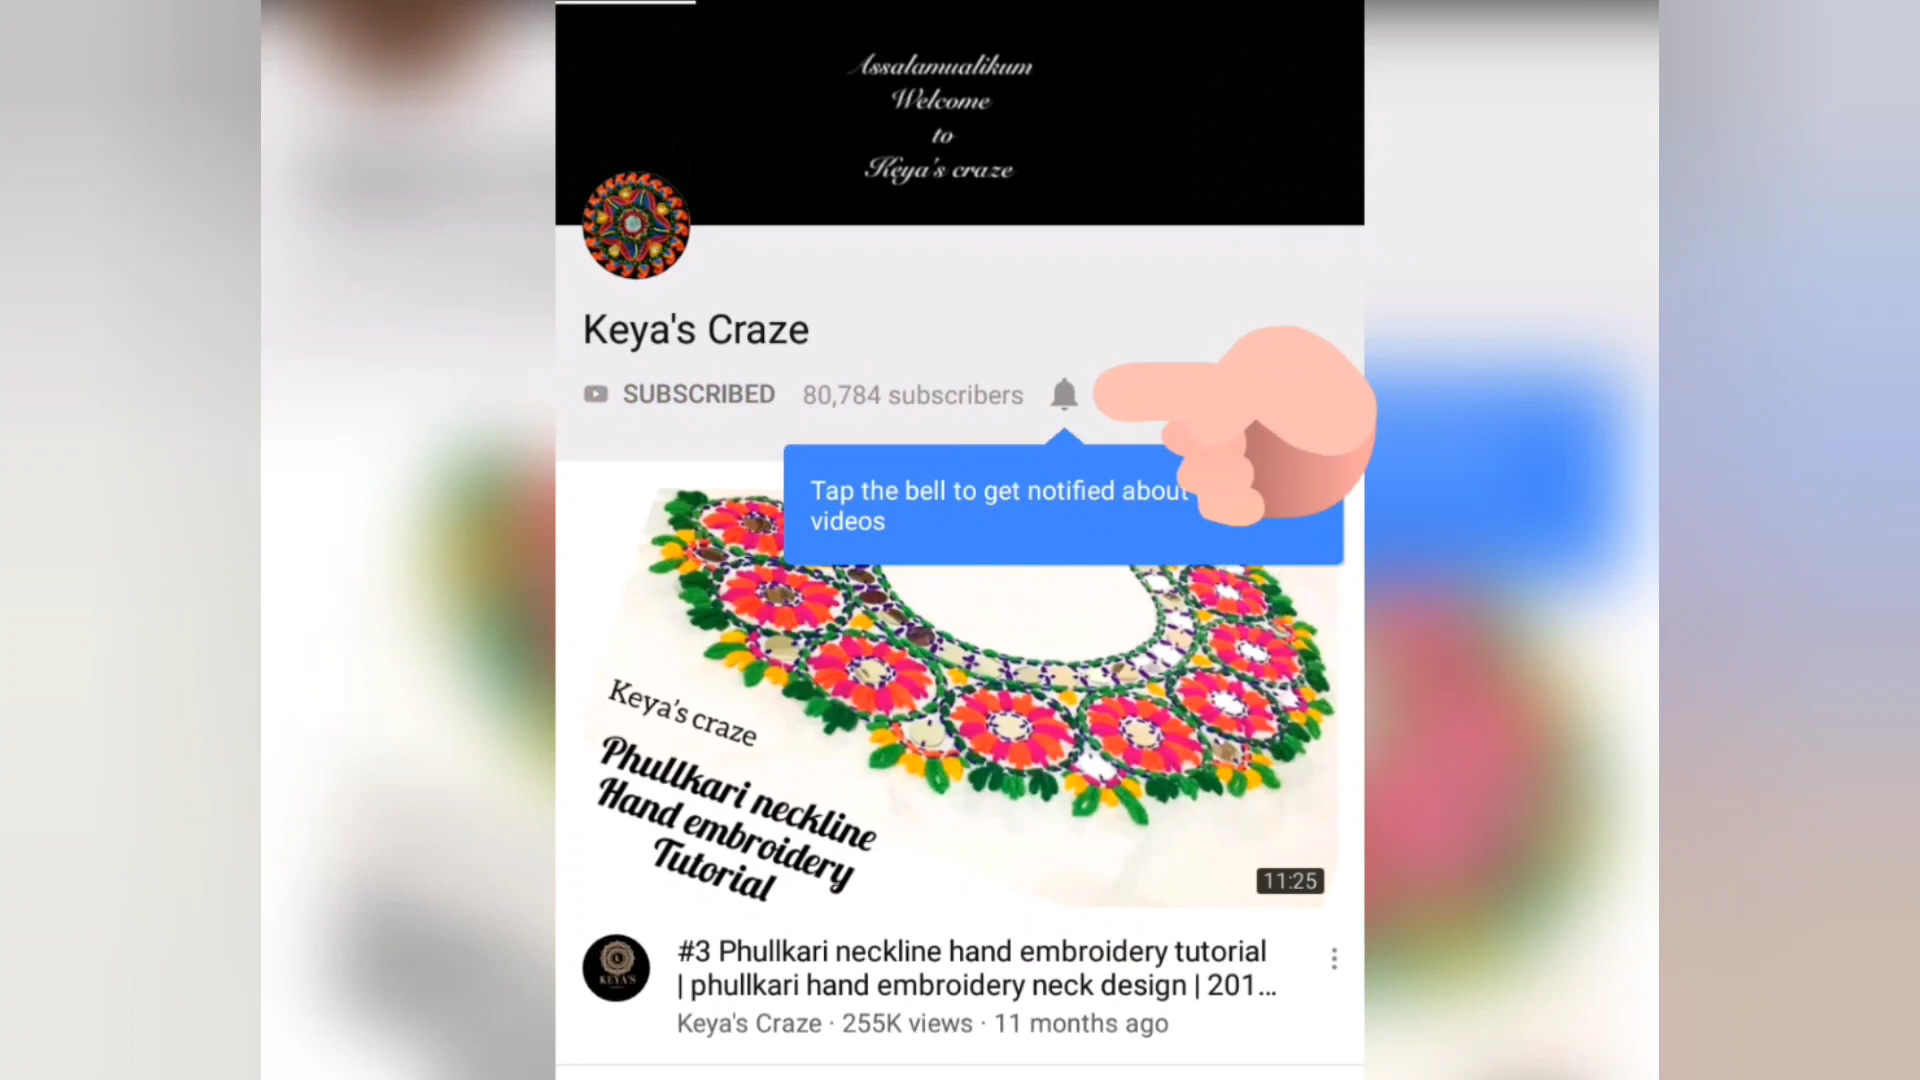 Assalamualikum
Welcome
to
Keya's craze
Keya's Craze
SUBSCRIBED 80,784 subscribers
Tap the bell to get notified about
videos
Keya's craze
Phullkari neckline
Hand embroidery
Tutorial
11:25
KEYA'S
#3 Phullkari neckline hand embroidery tutorial
| phullkari hand embroidery neck design | 201...
Keya's Craze · 255K views · 11 months ago